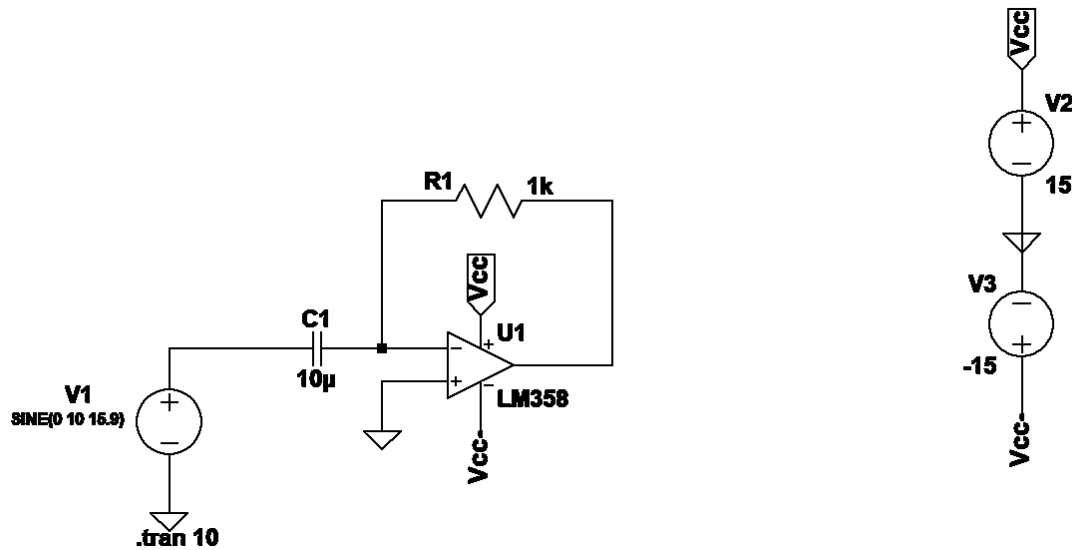 Vcc
V2
15
R1
1k
V3
Vcc
C1
U1
10µ
-15
V1
LM358
SINE(0 10 15.9)
Vcc-
Vcc-
.tran 10